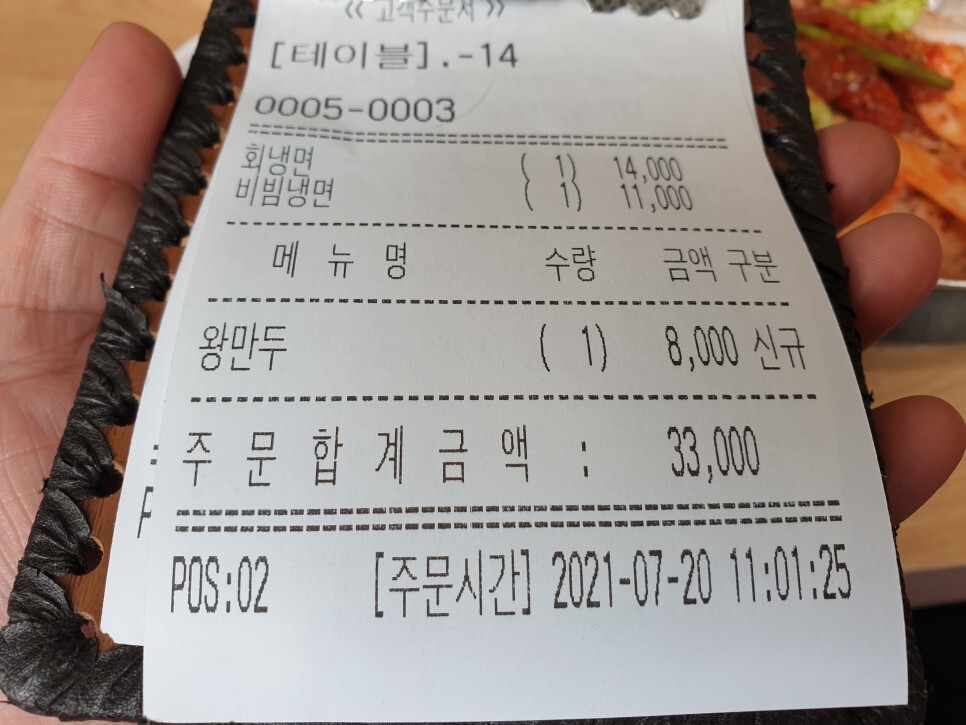 << 고객주문서 >>
[테이블].-14
0005-0003
회냉면 ( 1) 14,000
비빔냉면 ( 1) 11,000
메 뉴 명 수량 금액 구분
왕만두 ( 1) 8,000 신규
주 문 합 계 금 액 : 33,000
POS:02 [주문시간] 2021-07-20 11:01:25